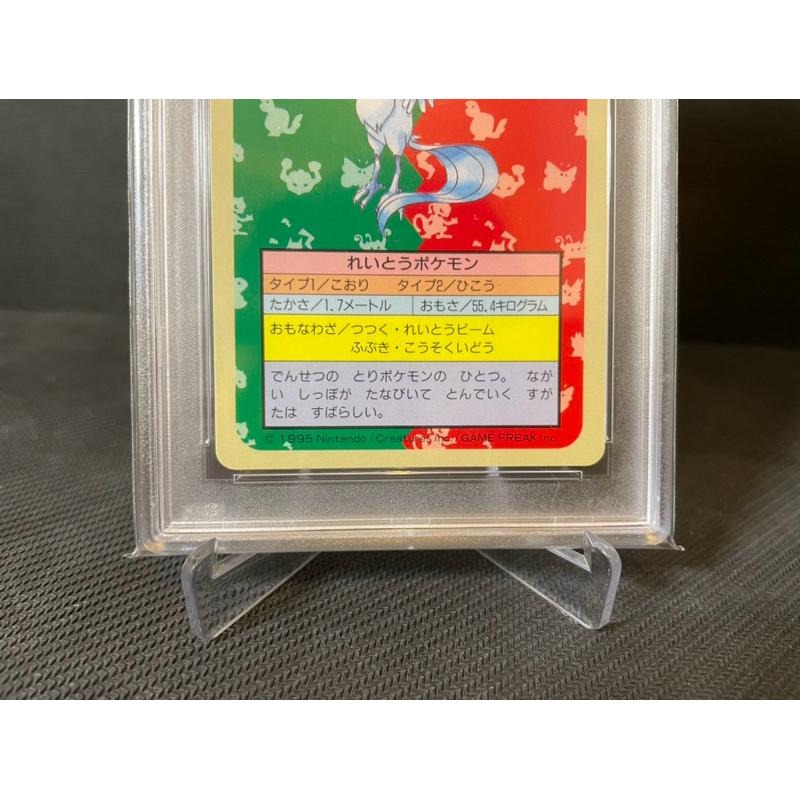 れいとうポケモン
タイプ1／こおり　タイプ2／ひこう
たかさ／1.7メートル　おもさ／55.4キログラム
おもなわざ／つつく・れいとうビーム
ふぶき・こうそくいどう
でんせつの　とりポケモンの　ひとつ。　なが
い　しっぽが　たなびいて　とんでいく　すが
たは　すばらしい。
© 1995 Nintendo／Creatures inc.／GAME FREAK inc.